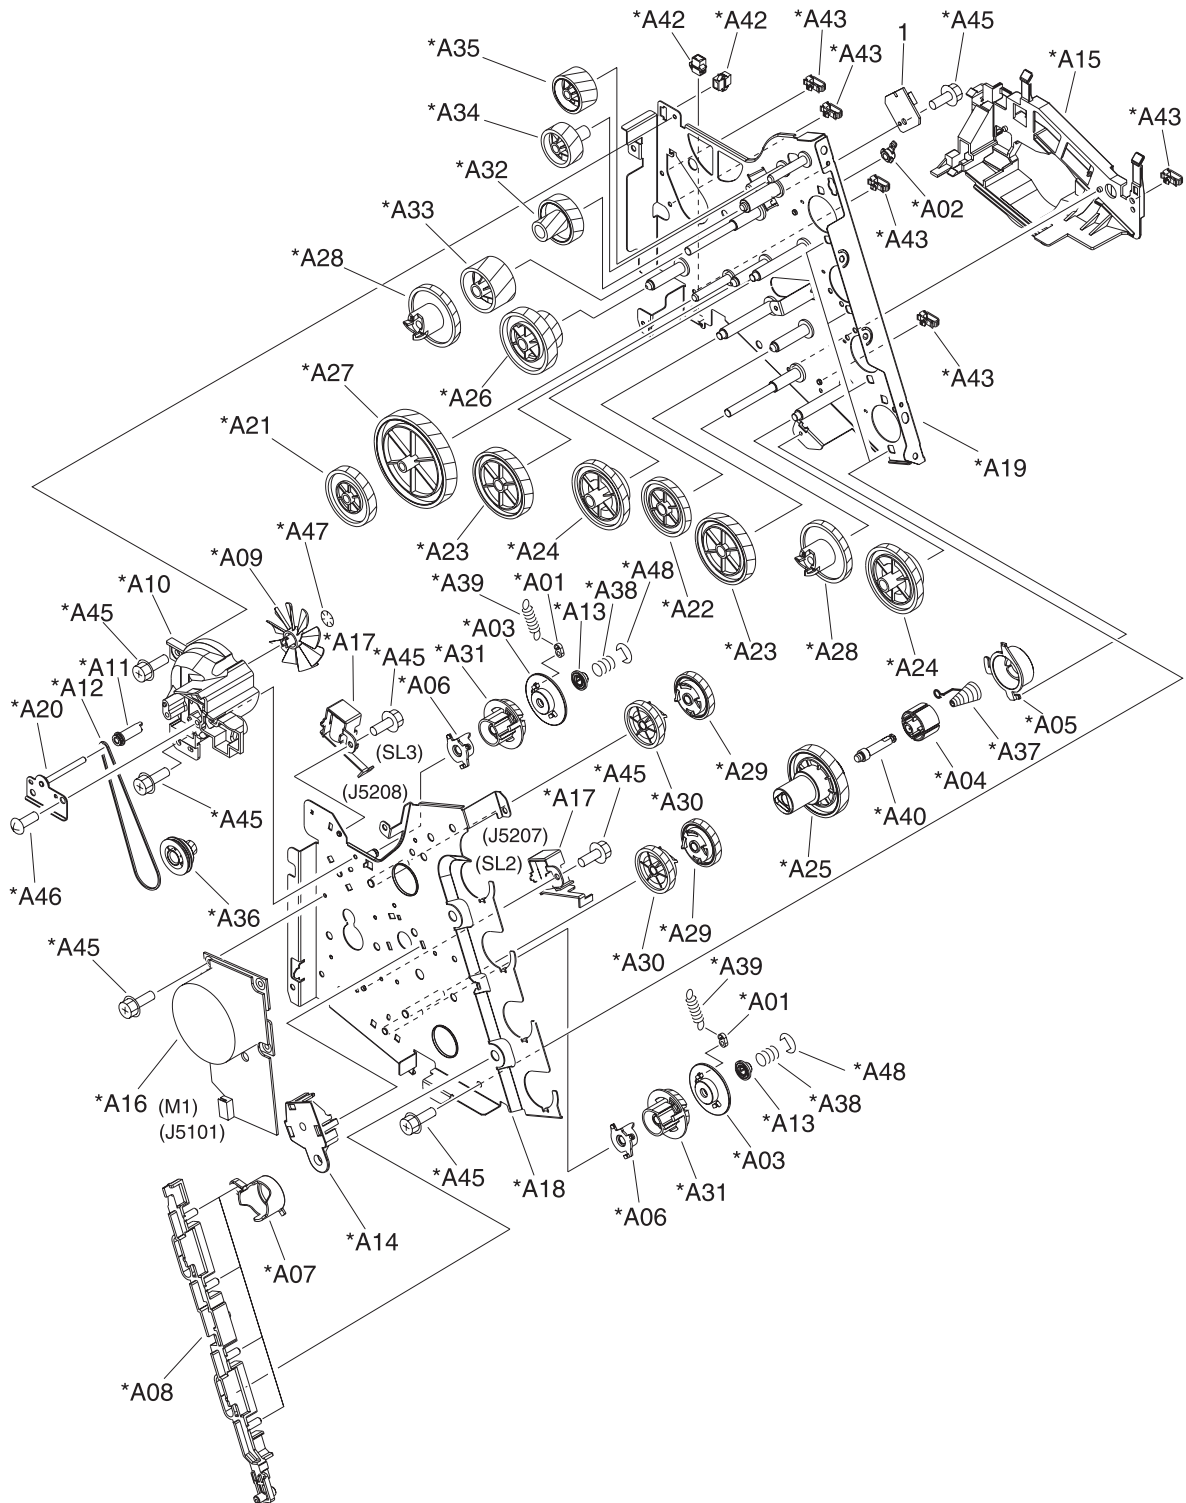 *A42
*A42
*A43
1
*A45
*A35
*A43
*A15
*A34
*A43
*A32
*A33
*A02
*A28
*A43
*A27
*A26
*A43
*A21
*A19
*A47
*A23
*A24
*A09
*A39
*A01
*A48
*A22
*A10
*A38
*A13
*A45
*A17
*A03
*A23
*A28
*A24
*A11
*A45
*A31
*A12
*A06
*A20
*A05
*A37
(SL3)
*A29
*A04
(J5208)
*A45
*A30
*A40
*A45
*A17
(J5207)
(SL2)
*A25
*A46
*A36
*A29
*A45
*A30
*A39
*A01
*A48
*A16
(M1)
(J5101)
*A38
*A13
*A03
*A45
*A18
*A31
*A06
*A14
*A07
*A08